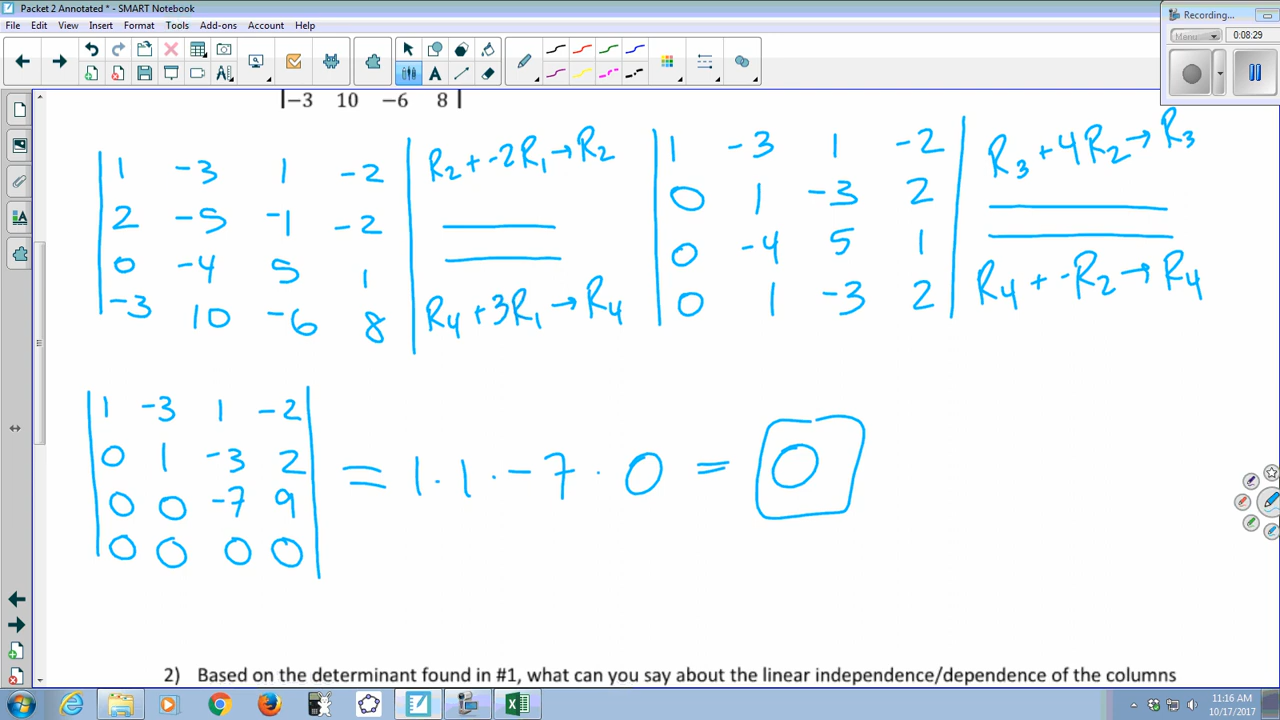 Packet 2 Annotated * - SMART Notebook
File Edit View Insert Format Tools Add-ons Account Help
Recording...
Menu
0:08:29
|−3 10 −6 8|
1 -3 1 -2
2 -5 -1 -2
0 -4 5 1
-3 10 -6 8
R2 + -2R1 → R2
R4 + 3R1 → R4
1 -3 1 -2
0 1 -3 2
0 -4 5 1
0 1 -3 2
R3 + 4R2 → R3
R4 + -R2 → R4
1 -3 1 -2
0 1 -3 2
0 0 -7 9
0 0 0 0
= 1 · 1 · -7 · 0 = 0
2) Based on the determinant found in #1, what can you say about the linear independence/dependence of the columns
11:16 AM
10/17/2017